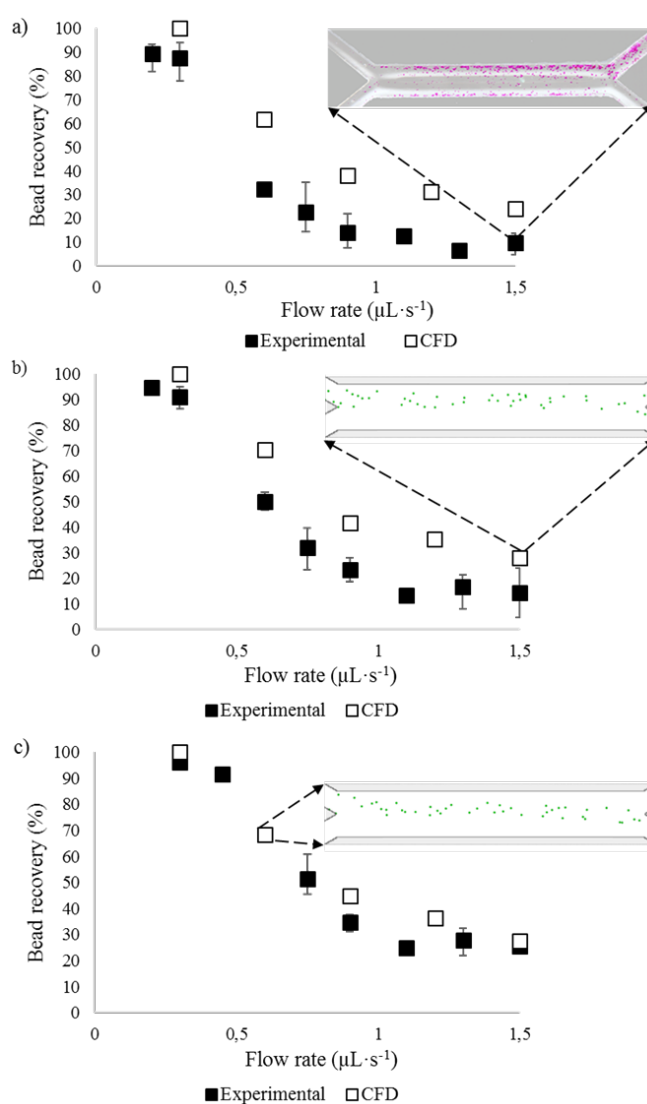 a)
Bead recovery (%)
100
90
80
70
60
50
40
30
20
10
0
0 0,5 1 1,5
Flow rate (µL·s⁻¹)
Experimental CFD
b)
Bead recovery (%)
100
90
80
70
60
50
40
30
20
10
0
0 0,5 1 1,5
Flow rate (µL·s⁻¹)
Experimental CFD
c)
Bead recovery (%)
100
90
80
70
60
50
40
30
20
10
0
0 0,5 1 1,5
Flow rate (µL·s⁻¹)
Experimental CFD